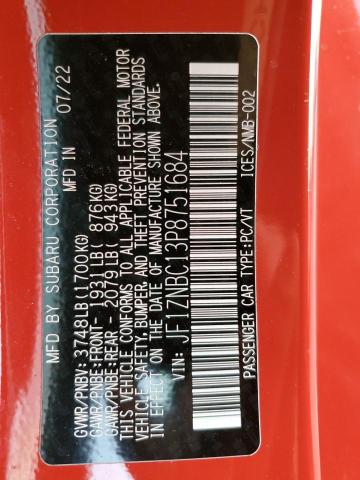 MFD BY SUBARU CORPORATION
MFD IN 07/22
GVWR/PNBV: 3748LB(1700KG)
GAWR/PNBE:FRONT- 1931LB( 876KG)
GAWR/PNBE:REAR - 2079LB( 943KG)
THIS VEHICLE CONFORMS TO ALL APPLICABLE FEDERAL MOTOR
VEHICLE SAFETY, BUMPER, AND THEFT PREVENTION STANDARDS
IN EFFECT ON THE DATE OF MANUFACTURE SHOWN ABOVE.
VIN: JF1ZNBC13P8751684
ICES/NMB-002
PASSENGER CAR TYPE:PC/VT